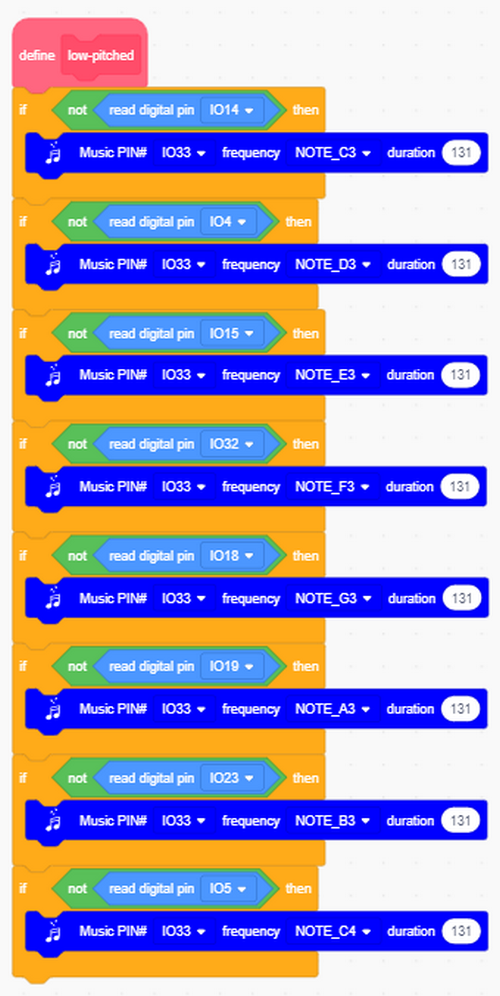 define low-pitched
if not read digital pin IO14 then
Music PIN# IO33 frequency NOTE_C3 duration 131
if not read digital pin IO4 then
Music PIN# IO33 frequency NOTE_D3 duration 131
if not read digital pin IO15 then
Music PIN# IO33 frequency NOTE_E3 duration 131
if not read digital pin IO32 then
Music PIN# IO33 frequency NOTE_F3 duration 131
if not read digital pin IO18 then
Music PIN# IO33 frequency NOTE_G3 duration 131
if not read digital pin IO19 then
Music PIN# IO33 frequency NOTE_A3 duration 131
if not read digital pin IO23 then
Music PIN# IO33 frequency NOTE_B3 duration 131
if not read digital pin IO5 then
Music PIN# IO33 frequency NOTE_C4 duration 131